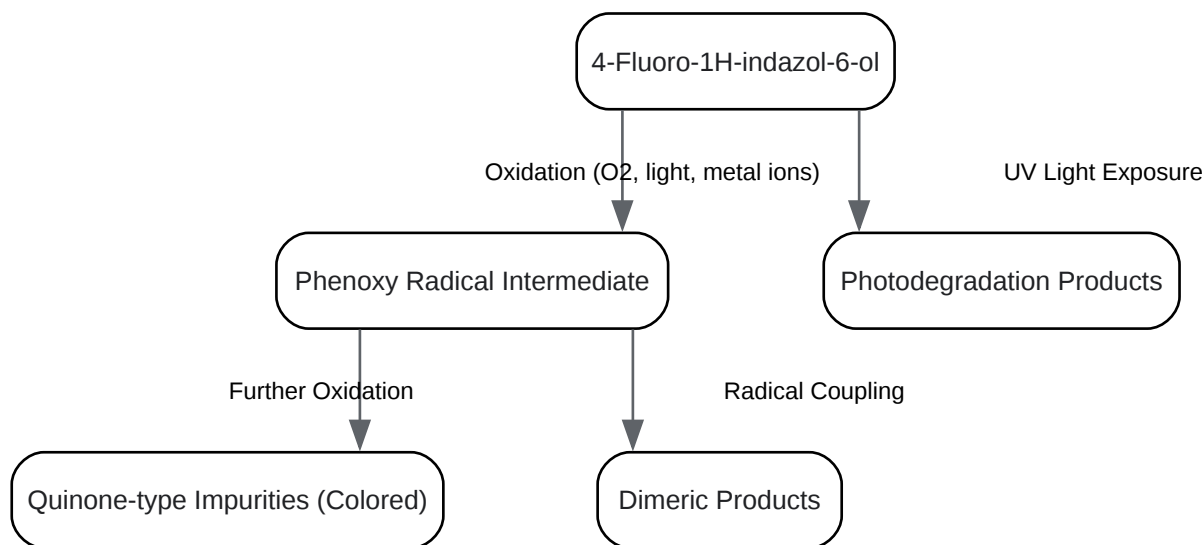 4-Fluoro-1H-indazol-6-ol
Oxidation (O2, light, metal ions)
UV Light Exposure
Phenoxy Radical Intermediate
Photodegradation Products
Further Oxidation
Radical Coupling
Quinone-type Impurities (Colored)
Dimeric Products